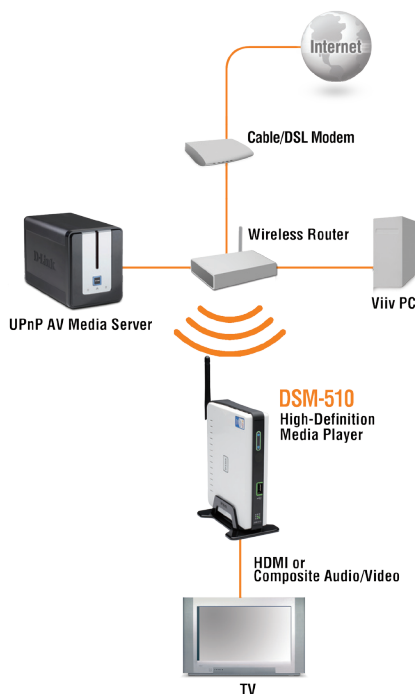 Internet
Cable/DSL Modem
Wireless Router
D-Link
UPnP AV Media Server
Viiv PC
DSM-510
High-Definition
Media Player
HDMI or
Composite Audio/Video
TV